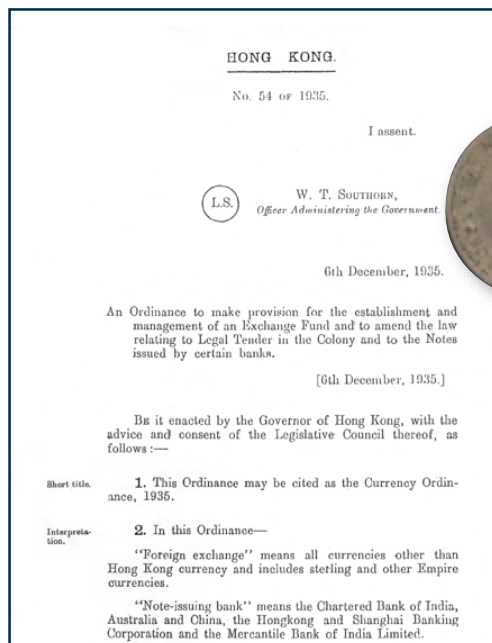 HONG KONG.
No. 54 OF 1935.
I assent.
L.S.
W. T. SOUTHORN,
Officer Administering the Government.
6th December, 1935.
An Ordinance to make provision for the establishment and
management of an Exchange Fund and to amend the law
relating to Legal Tender in the Colony and to the Notes
issued by certain banks.
[6th December, 1935.]
BE it enacted by the Governor of Hong Kong, with the
advice and consent of the Legislative Council thereof, as
follows:—
Short title.
1. This Ordinance may be cited as the Currency Ordin-
ance, 1935.
Interpreta-
tion.
2. In this Ordinance—
"Foreign exchange" means all currencies other than
Hong Kong currency and includes sterling and other Empire
currencies.
"Note-issuing bank" means the Chartered Bank of India,
Australia and China, the Hongkong and Shanghai Banking
Corporation and the Mercantile Bank of India Limited.